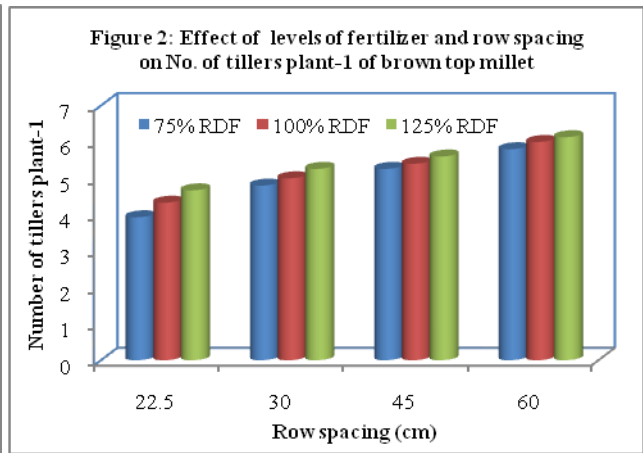 Figure 2: Effect of levels of fertilizer and row spacing
on No. of tillers plant-1 of brown top millet
7
6
5
4
3
2
1
0
Number of tillers plant-1
75% RDF 100% RDF 125% RDF
22.5 30 45 60
Row spacing (cm)